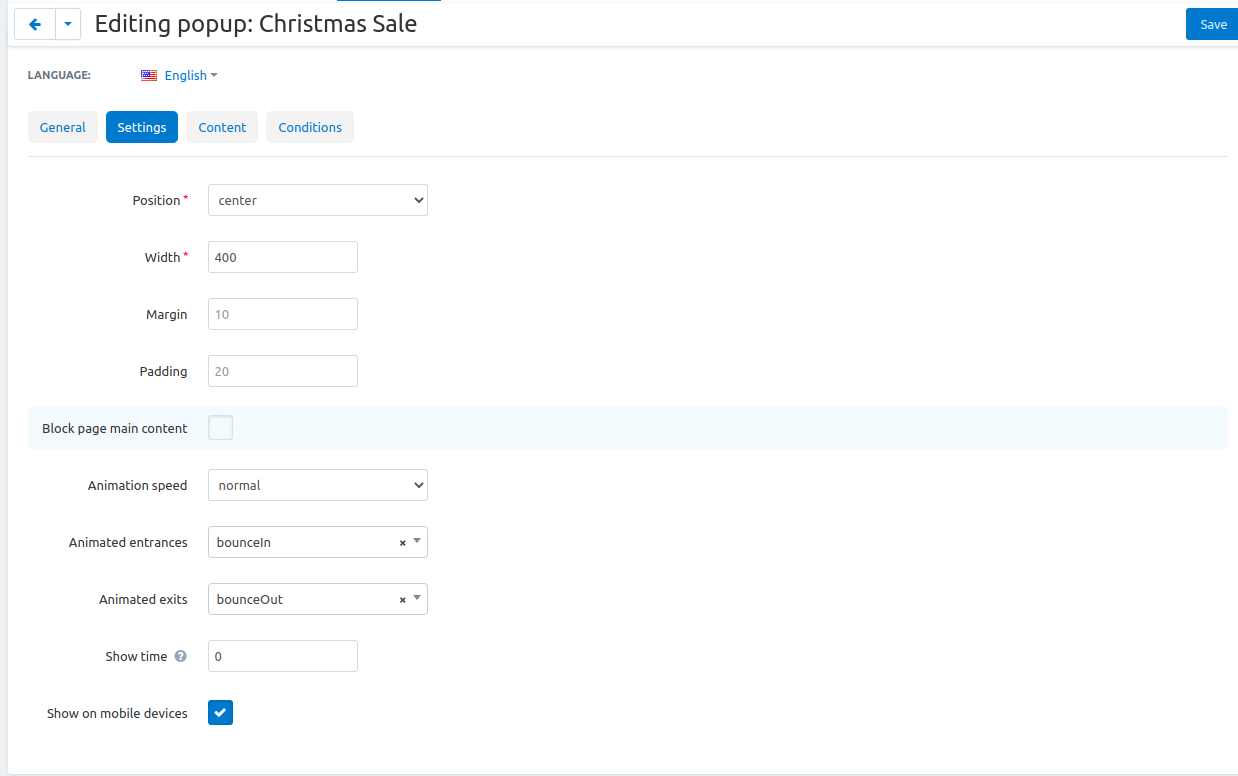 Editing popup: Christmas Sale
Save
LANGUAGE: English
General Settings Content Conditions
Position * center
Width * 400
Margin 10
Padding 20
Block page main content
Animation speed normal
Animated entrances bounceIn ×
Animated exits bounceOut ×
Show time ? 0
Show on mobile devices